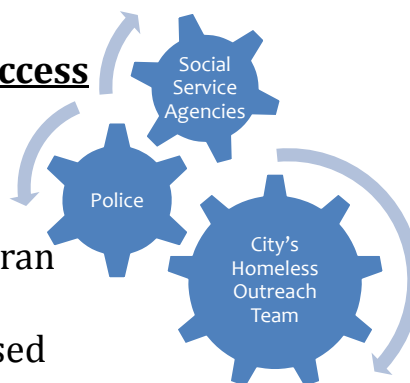 ccess
ran
sed
Social
Service
Agencies
Police
City's
Homeless
Outreach
Team